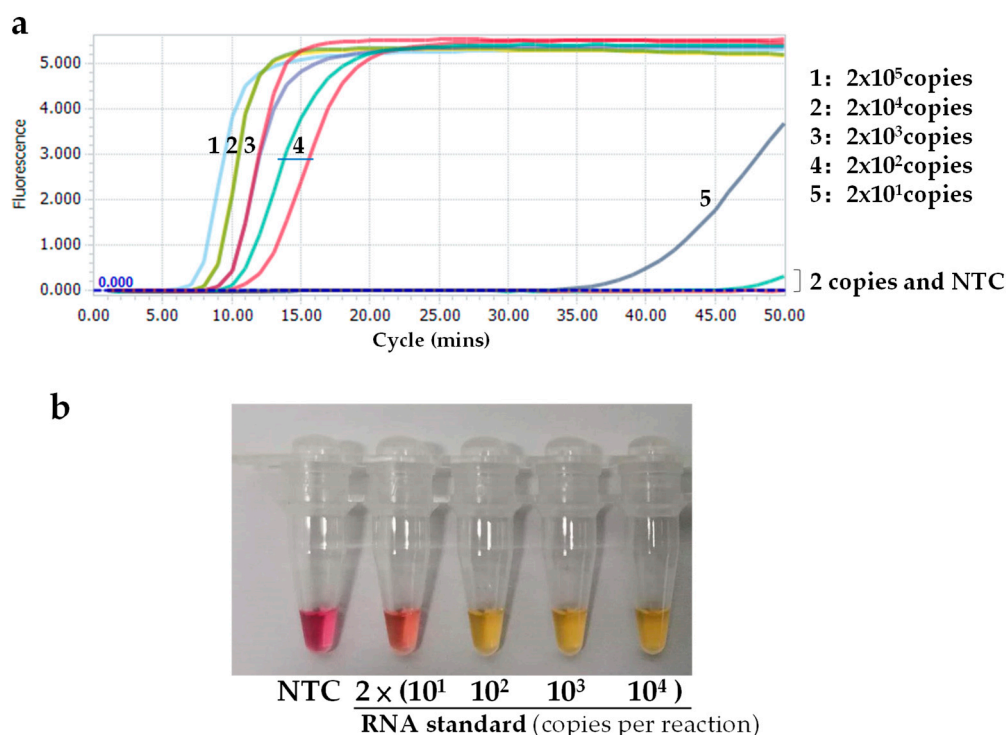 a
5.000
4.000
3.000
2.000
1.000
0.000
Fluorescence
0.000
1 2 3 4 5
0.00 5.00 10.00 15.00 20.00 25.00 30.00 35.00 40.00 45.00 50.00
Cycle (mins)
1: 2x10⁵copies
2: 2x10⁴copies
3: 2x10³copies
4: 2x10²copies
5: 2x10¹copies
2 copies and NTC
b
NTC 2 × (10¹ 10² 10³ 10⁴ )
RNA standard (copies per reaction)